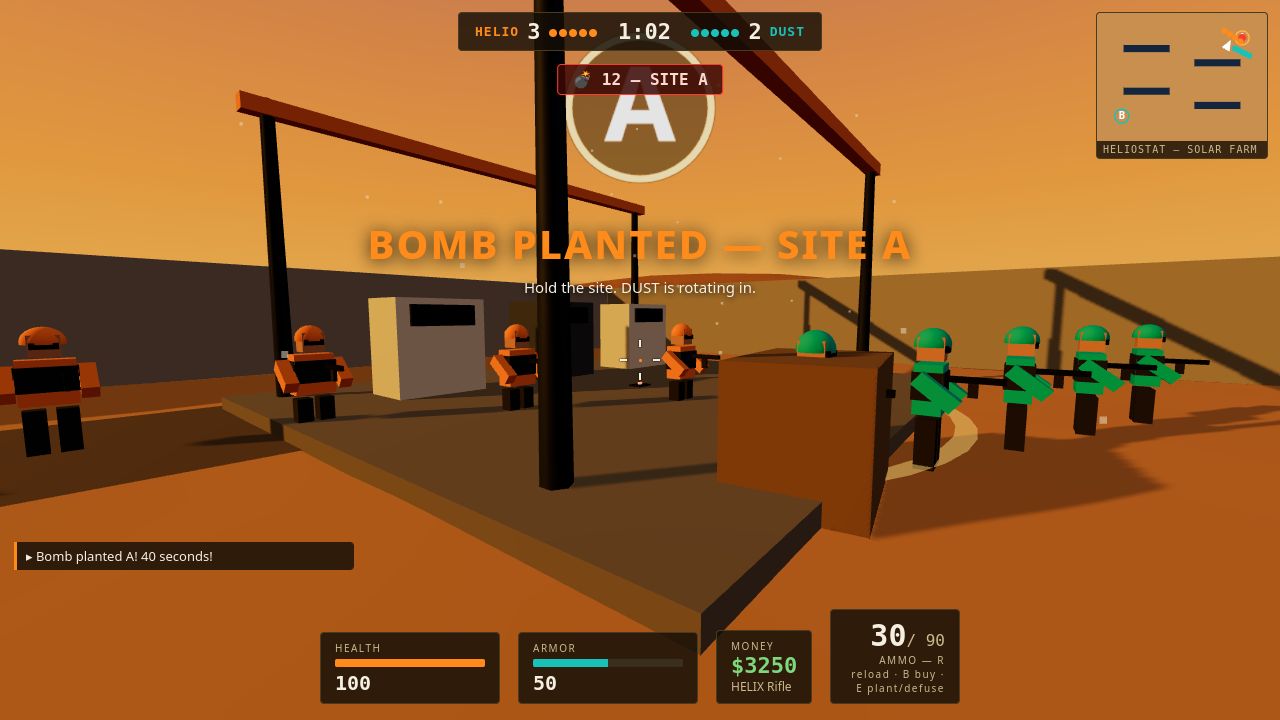 HELIO 3 1:02 2 DUST
12 — SITE A
A
BOMB PLANTED — SITE A
Hold the site. DUST is rotating in.
B
HELIOSTAT — SOLAR FARM
▸ Bomb planted A! 40 seconds!
HEALTH
100
ARMOR
50
MONEY
$3250
HELIX Rifle
30/ 90
AMMO — R
reload · B buy ·
E plant/defuse